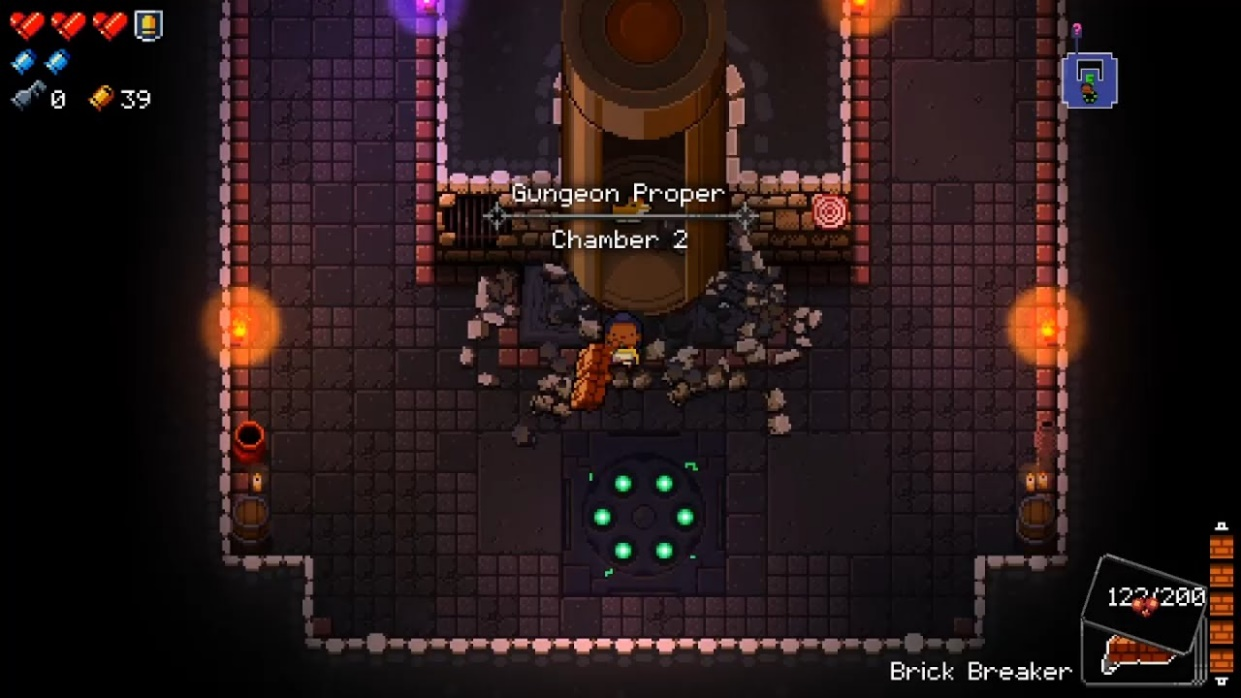 0 39
Gungeon Proper
Chamber 2
122/200
Brick Breaker